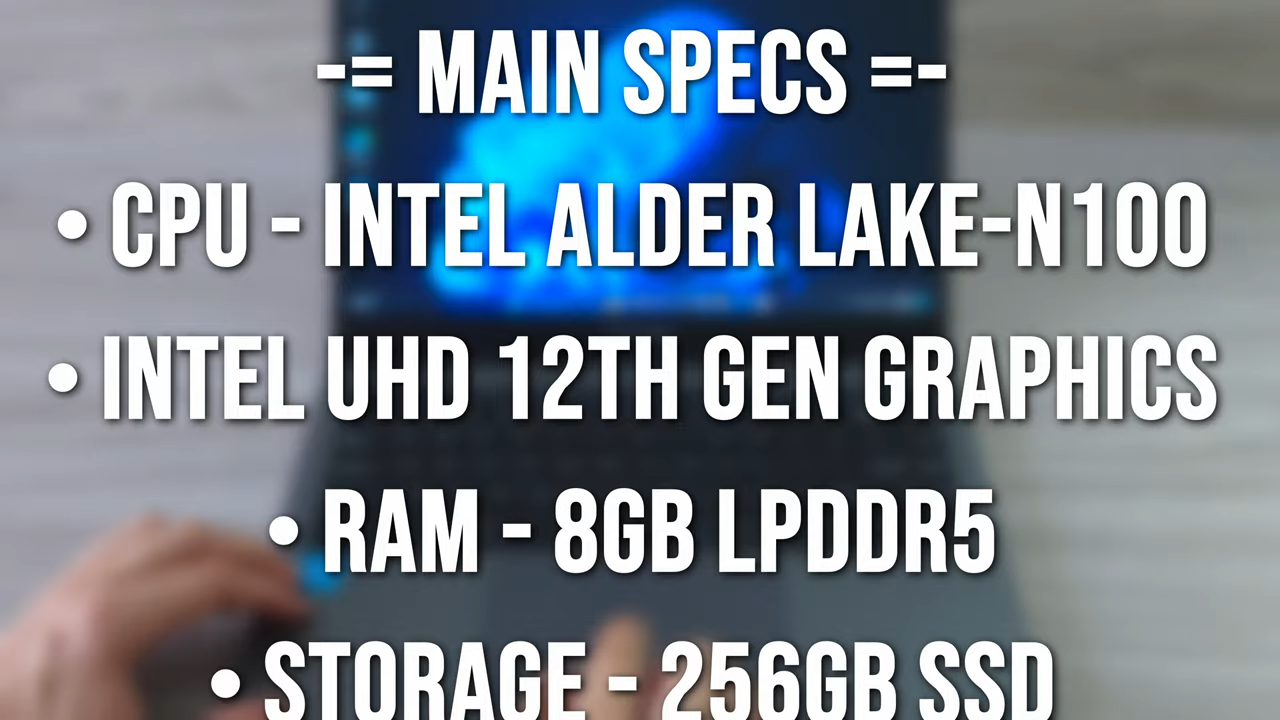 -= MAIN SPECS =-
• CPU - INTEL ALDER LAKE-N100
• INTEL UHD 12TH GEN GRAPHICS
• RAM - 8GB LPDDR5
• STORAGE - 256GB SSD